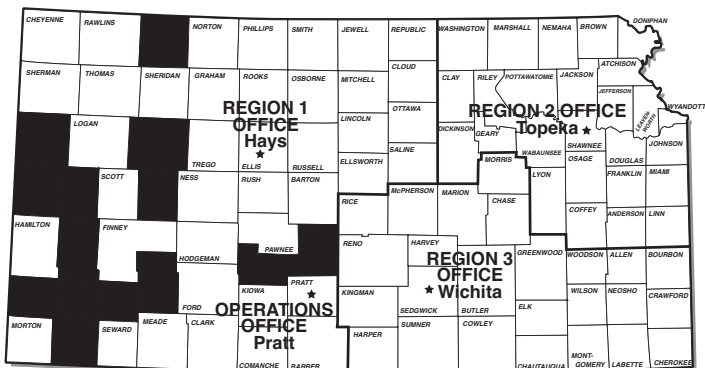 CHEYENNE
RAWLINS
NORTON
PHILLIPS
SMITH
JEWELL
REPUBLIC
WASHINGTON
MARSHALL
NEMAHA
BROWN
DONIPHAN
SHERMAN
THOMAS
SHERIDAN
GRAHAM
ROOKS
OSBORNE
MITCHELL
CLOUD
CLAY
RILEY
POTTAWATOMIE
JACKSON
ATCHISON
JEFFERSON
LEAVEN-
WORTH
WYANDOTT
REGION 1
OFFICE
Hays
REGION 2 OFFICE
Topeka
LOGAN
TREGO
ELLIS
RUSSELL
LINCOLN
OTTAWA
SALINE
ELLSWORTH
DICKINSON
GEARY
WABAUNSEE
SHAWNEE
DOUGLAS
JOHNSON
SCOTT
NESS
RUSH
BARTON
RICE
McPHERSON
MARION
MORRIS
CHASE
LYON
OSAGE
FRANKLIN
MIAMI
COFFEY
ANDERSON
LINN
HAMILTON
FINNEY
HODGEMAN
PAWNEE
RENO
HARVEY
REGION 3
OFFICE
Wichita
GREENWOOD
WOODSON
ALLEN
BOURBON
FORD
KIOWA
PRATT
OPERATIONS
OFFICE
Pratt
KINGMAN
SEDGWICK
BUTLER
ELK
WILSON
NEOSHO
CRAWFORD
MORTON
SEWARD
MEADE
CLARK
COMANCHE
BARBER
HARPER
SUMNER
COWLEY
CHAUTAUQUA
MONT-
GOMERY
LABETTE
CHEROKEE